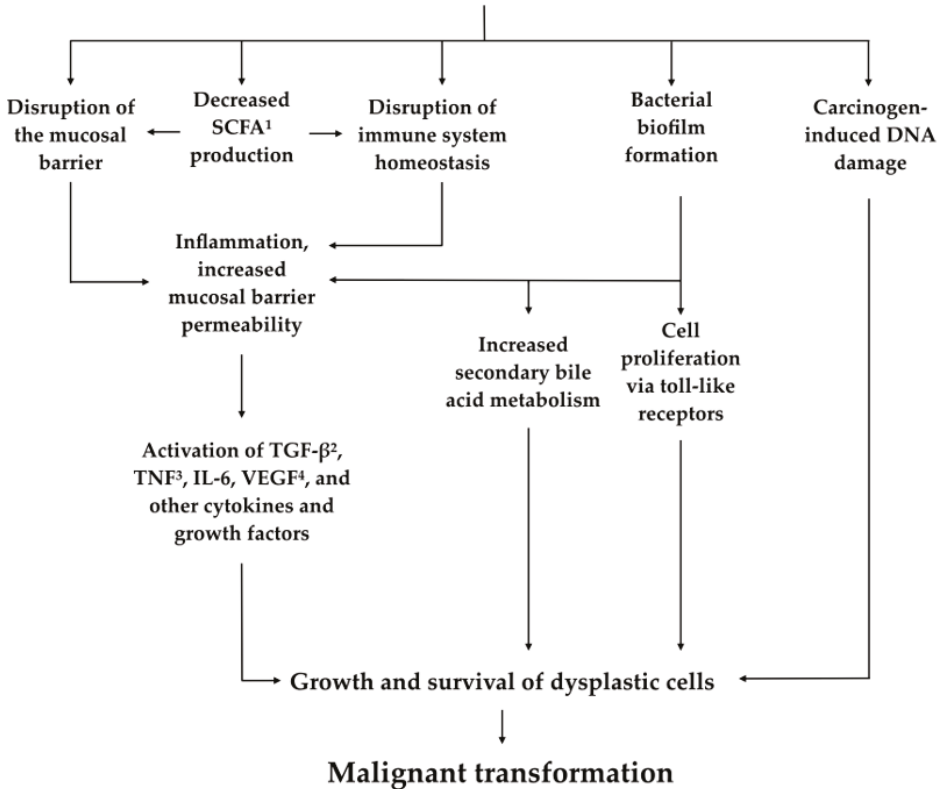 Disruption of
the mucosal
barrier
Decreased
SCFA¹
production
Disruption of
immune system
homeostasis
Bacterial
biofilm
formation
Carcinogen-
induced DNA
damage
Inflammation,
increased
mucosal barrier
permeability
Increased
secondary bile
acid metabolism
Cell
proliferation
via toll-like
receptors
Activation of TGF-β²,
TNF³, IL-6, VEGF⁴, and
other cytokines and
growth factors
Growth and survival of dysplastic cells
Malignant transformation